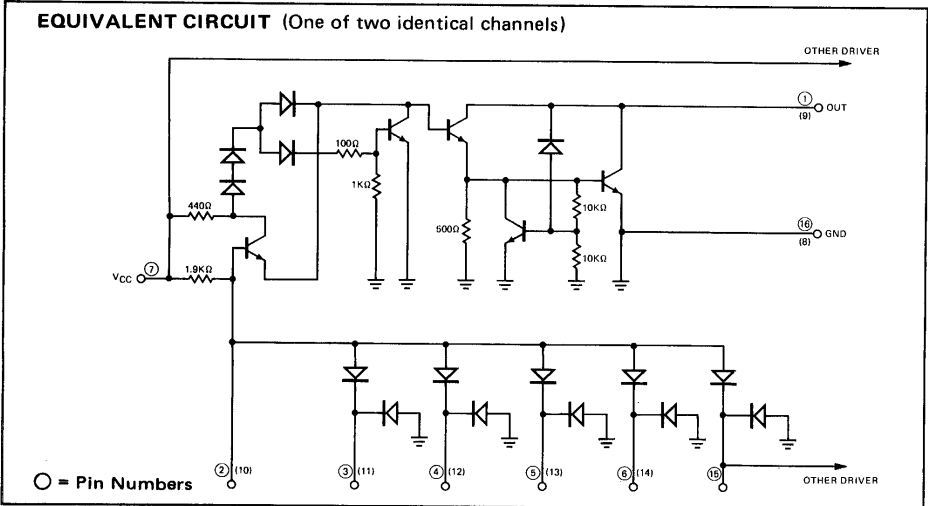 EQUIVALENT CIRCUIT (One of two identical channels)
OTHER DRIVER
1
OUT
(9)
100Ω
1KΩ
440Ω
500Ω
10KΩ
10KΩ
16
GND
(8)
VCC
7
1.9KΩ
2 (10)
3 (11)
4 (12)
5 (13)
6 (14)
15
OTHER DRIVER
O = Pin Numbers